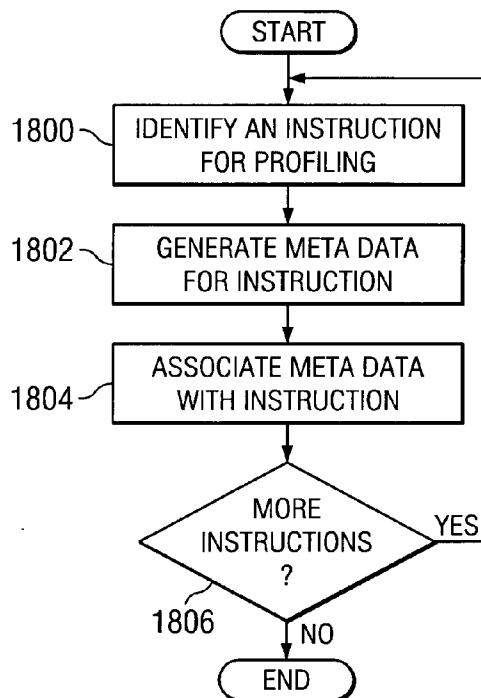 START
1800
IDENTIFY AN INSTRUCTION
FOR PROFILING
1802
GENERATE META DATA
FOR INSTRUCTION
1804
ASSOCIATE META DATA
WITH INSTRUCTION
MORE
INSTRUCTIONS
?
YES
1806
NO
END